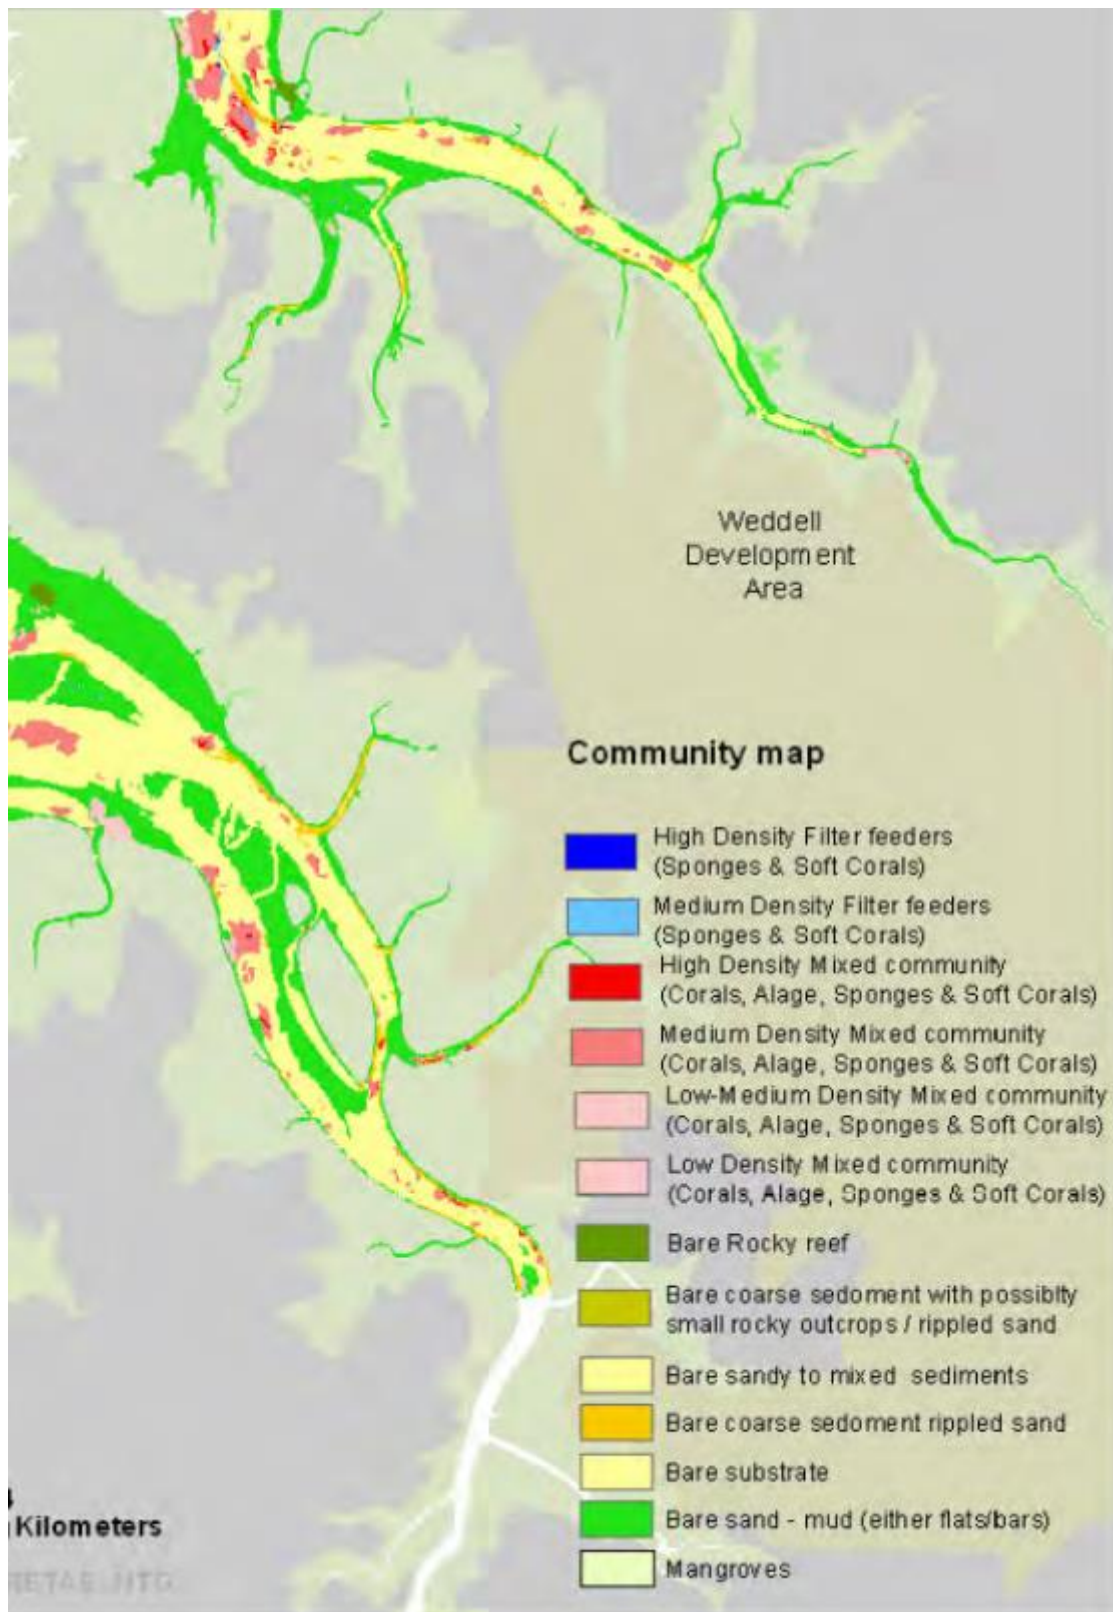 Weddell
Development
Area
Community map
High Density Filter feeders
(Sponges & Soft Corals)
Medium Density Filter feeders
(Sponges & Soft Corals)
High Density Mixed community
(Corals, Alage, Sponges & Soft Corals)
Medium Density Mixed community
(Corals, Alage, Sponges & Soft Corals)
Low-Medium Density Mixed community
(Corals, Alage, Sponges & Soft Corals)
Low Density Mixed community
(Corals, Alage, Sponges & Soft Corals)
Bare Rocky reef
Bare coarse sedoment with possiblty
small rocky outcrops / rippled sand
Bare sandy to mixed sediments
Bare coarse sedoment rippled sand
Bare substrate
Bare sand - mud (either flats/bars)
Mangroves
Kilometers